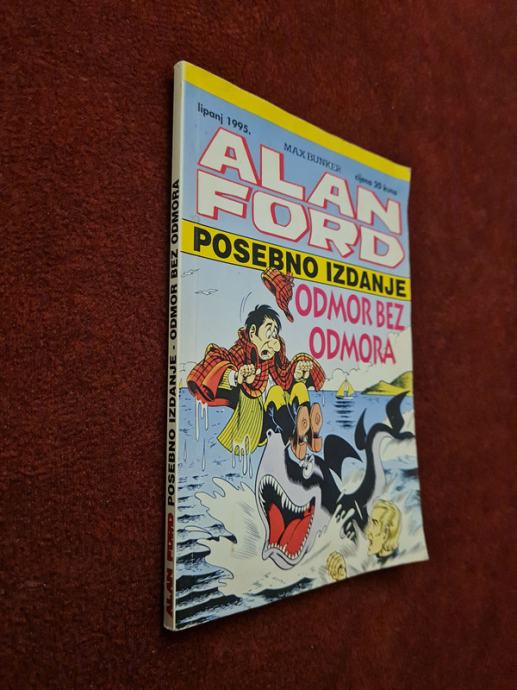 lipanj 1995.
MAX BUNKER
cijena 20 kuna
ALAN
FORD
POSEBNO IZDANJE
ODMOR BEZ
ODMORA
ALAN FORD POSEBNO IZDANJE - ODMOR BEZ ODMORA